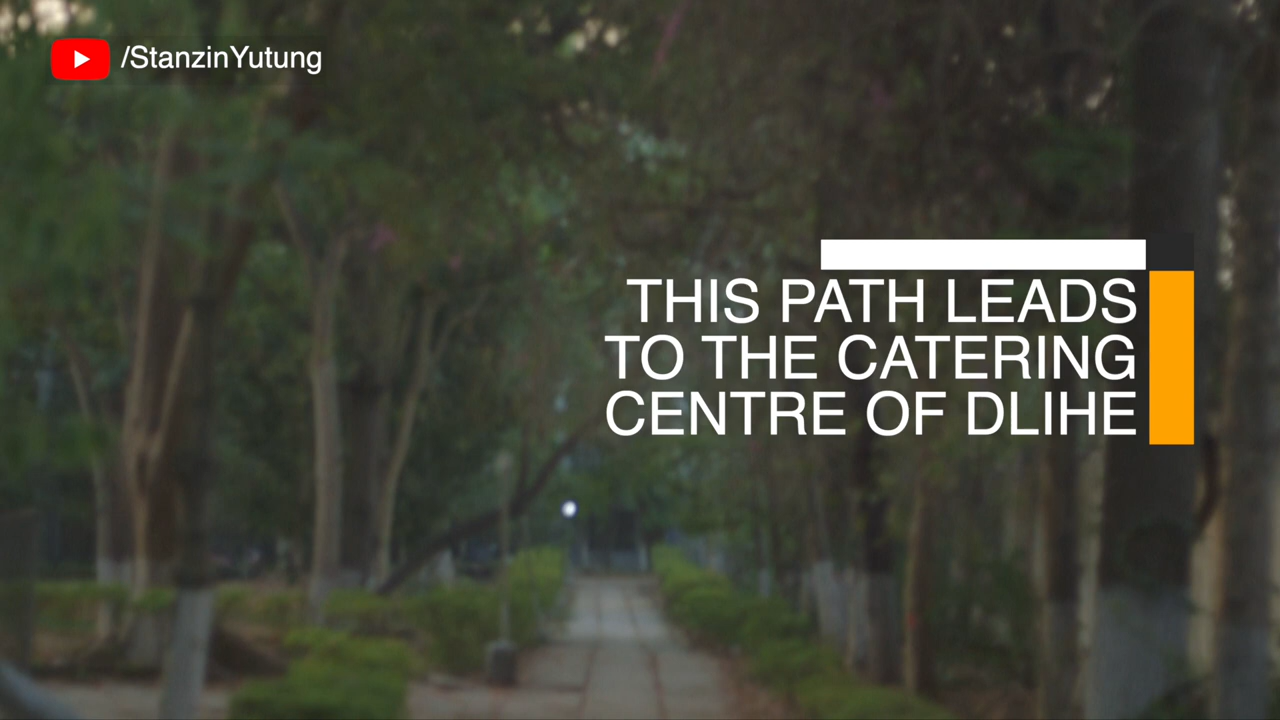 /StanzinYutung
THIS PATH LEADS
TO THE CATERING
CENTRE OF DLIHE